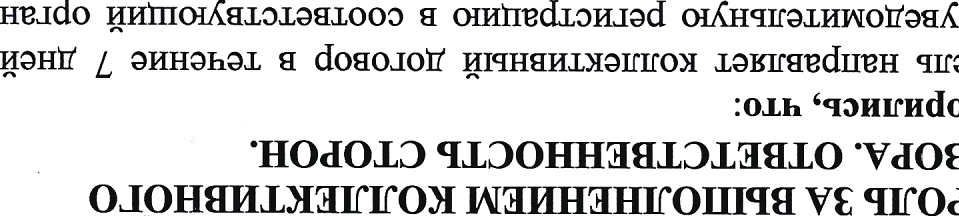 РОЛЬ ЗА ВЫПОЛНЕНИЕМ КОЛЛЕКТИВНОГО
ВОРА. ОТВЕТСТВЕННОСТЬ СТОРОН.
орились, что:
ель направляет коллективный договор в течение 7 дней
уведомительную регистрацию в соответствующий орган